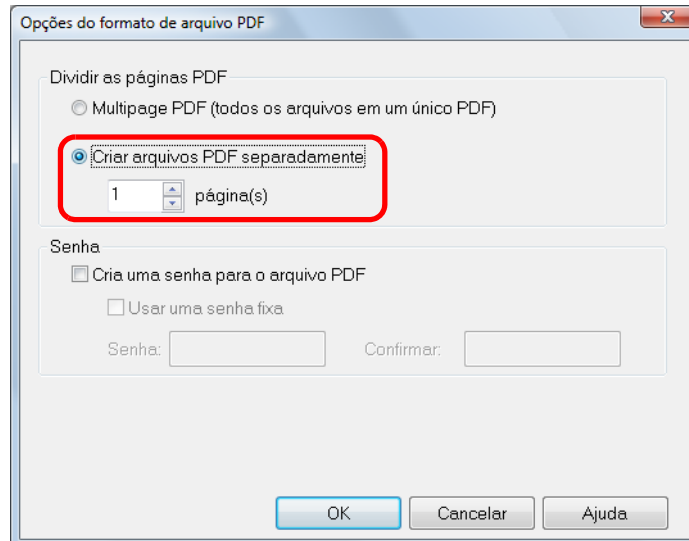 Opções do formato de arquivo PDF
Dividir as páginas PDF
Multipage PDF (todos os arquivos em um único PDF)
Criar arquivos PDF separadamente
1 página(s)
Senha
Cria uma senha para o arquivo PDF
Usar uma senha fixa
Senha: Confirmar:
OK Cancelar Ajuda